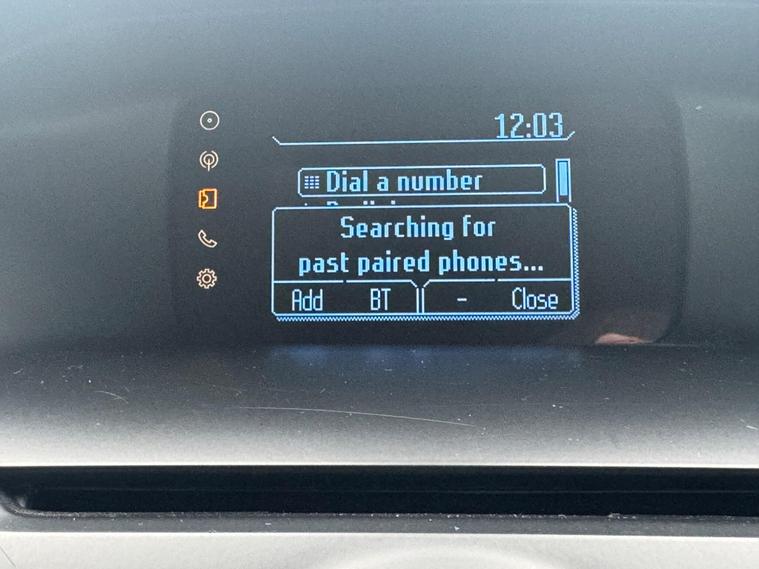 12:03
Dial a number
Searching for
past paired phones...
Add BT - Close